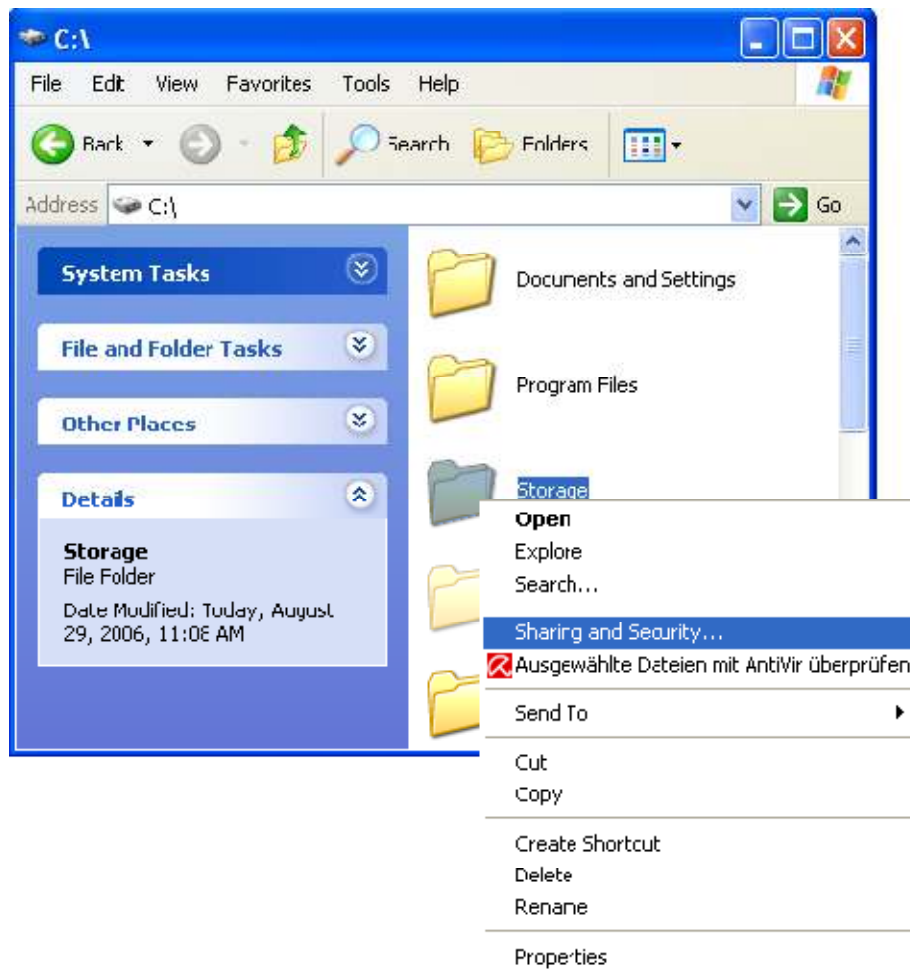 C:\
File Edit View Favorites Tools Help
Back Search Folders
Address C:\ Go
System Tasks
File and Folder Tasks
Other Places
Details
Storage
File Folder
Date Modified: Today, August
29, 2006, 11:08 AM
Documents and Settings
Program Files
Storage
Open
Explore
Search...
Sharing and Security...
Ausgewählte Dateien mit AntiVir überprüfen
Send To
Cut
Copy
Create Shortcut
Delete
Rename
Properties